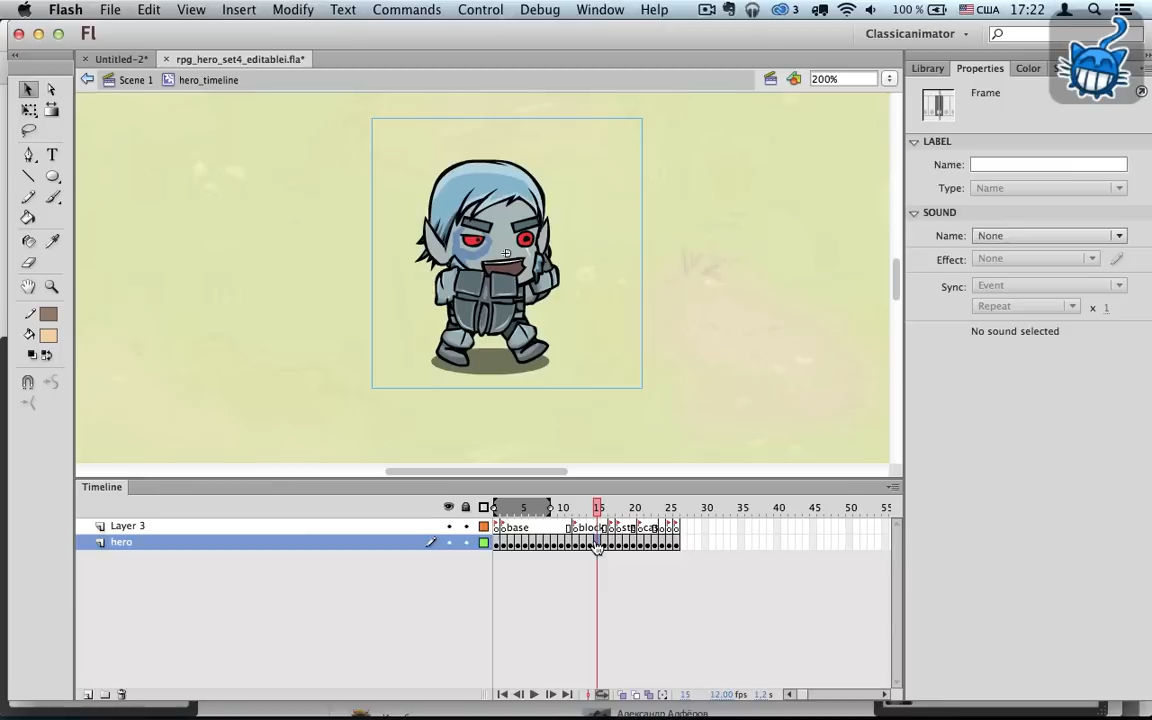 Flash File Edit View Insert Modify Text Commands Control Debug Window Help 3 100 % США 17:22
Fl Classicanimator
Untitled-2* rpg_hero_set4_editablei.fla*
Library Properties Color
Scene 1 hero_timeline 200%
Frame
LABEL
Name:
Type: Name
SOUND
Name: None
Effect: None
Sync: Event
Repeat x 1
No sound selected
Timeline
5 10 15 20 25 30 35 40 45 50 55
Layer 3 base block
hero
15 12,00 fps 1,2 s
Александр Алфёров